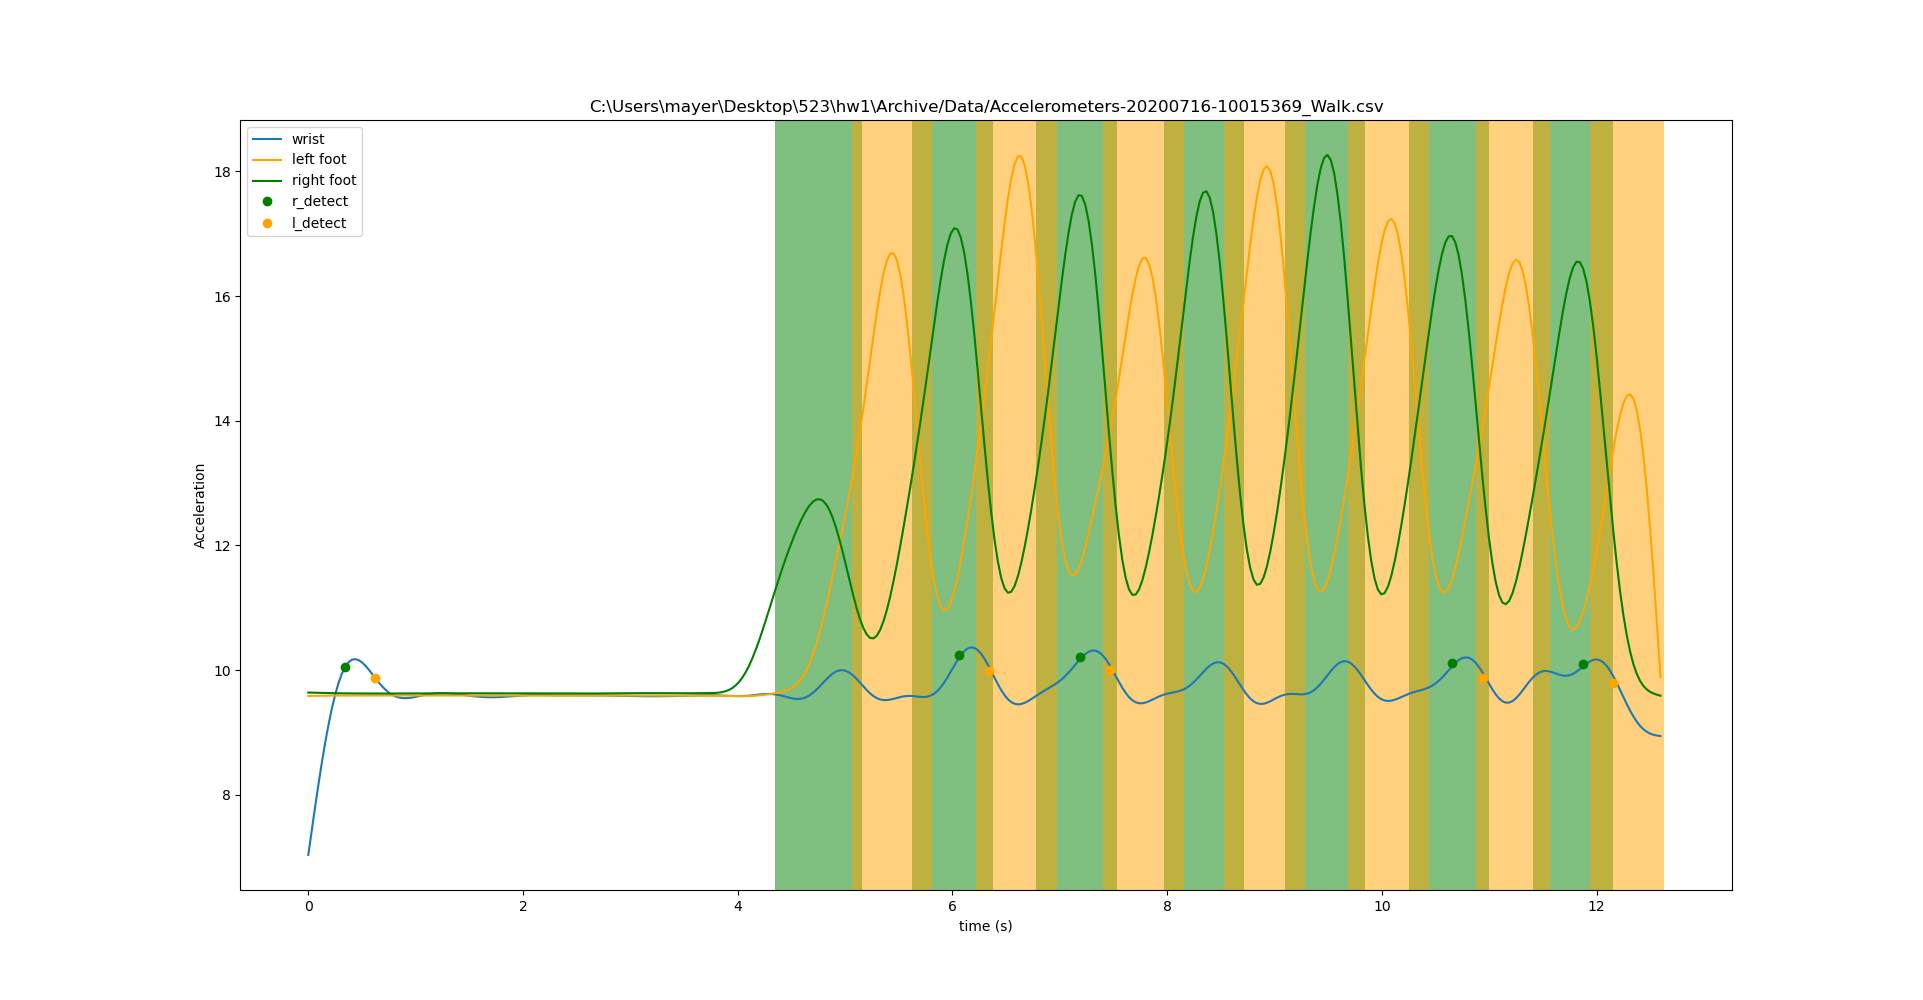 C:\Users\mayer\Desktop\523\hw1\Archive/Data/Accelerometers-20200716-10015369_Walk.csv
wrist
left foot
right foot
r_detect
l_detect
18
16
14
12
10
8
Acceleration
0 2 4 6 8 10 12
time (s)